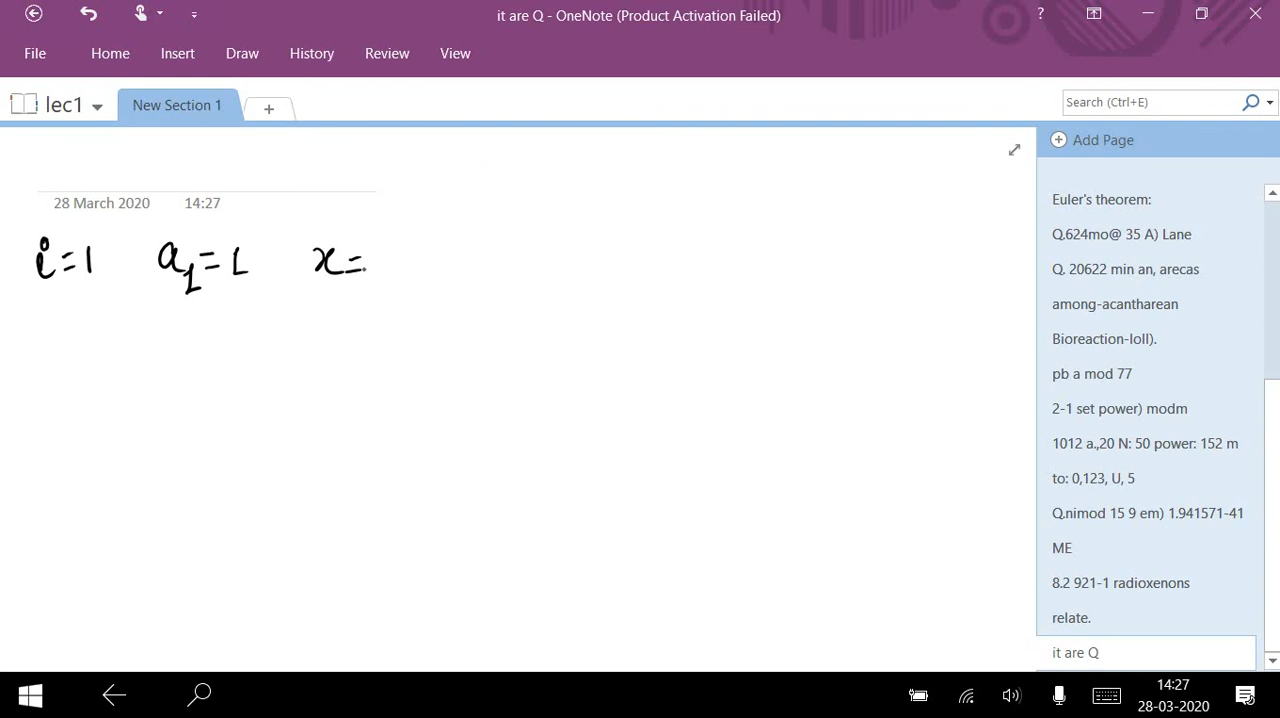 it are Q - OneNote (Product Activation Failed)
?
File Home Insert Draw History Review View
lec1 New Section 1 +
Search (Ctrl+E)
Add Page
28 March 2020 14:27
i=1 a₁=1 x=
Euler's theorem:
Q,624mo@ 35 A) Lane
Q. 20622 min an, arecas
among-acantharean
Bioreaction-loll).
pb a mod 77
2-1 set power) modm
1012 a.,20 N: 50 power: 152 m
to: 0,123, U, 5
Q.nimod 15 9 em) 1.941571-41
ME
8.2 921-1 radioxenons
relate.
it are Q
14:27
28-03-2020